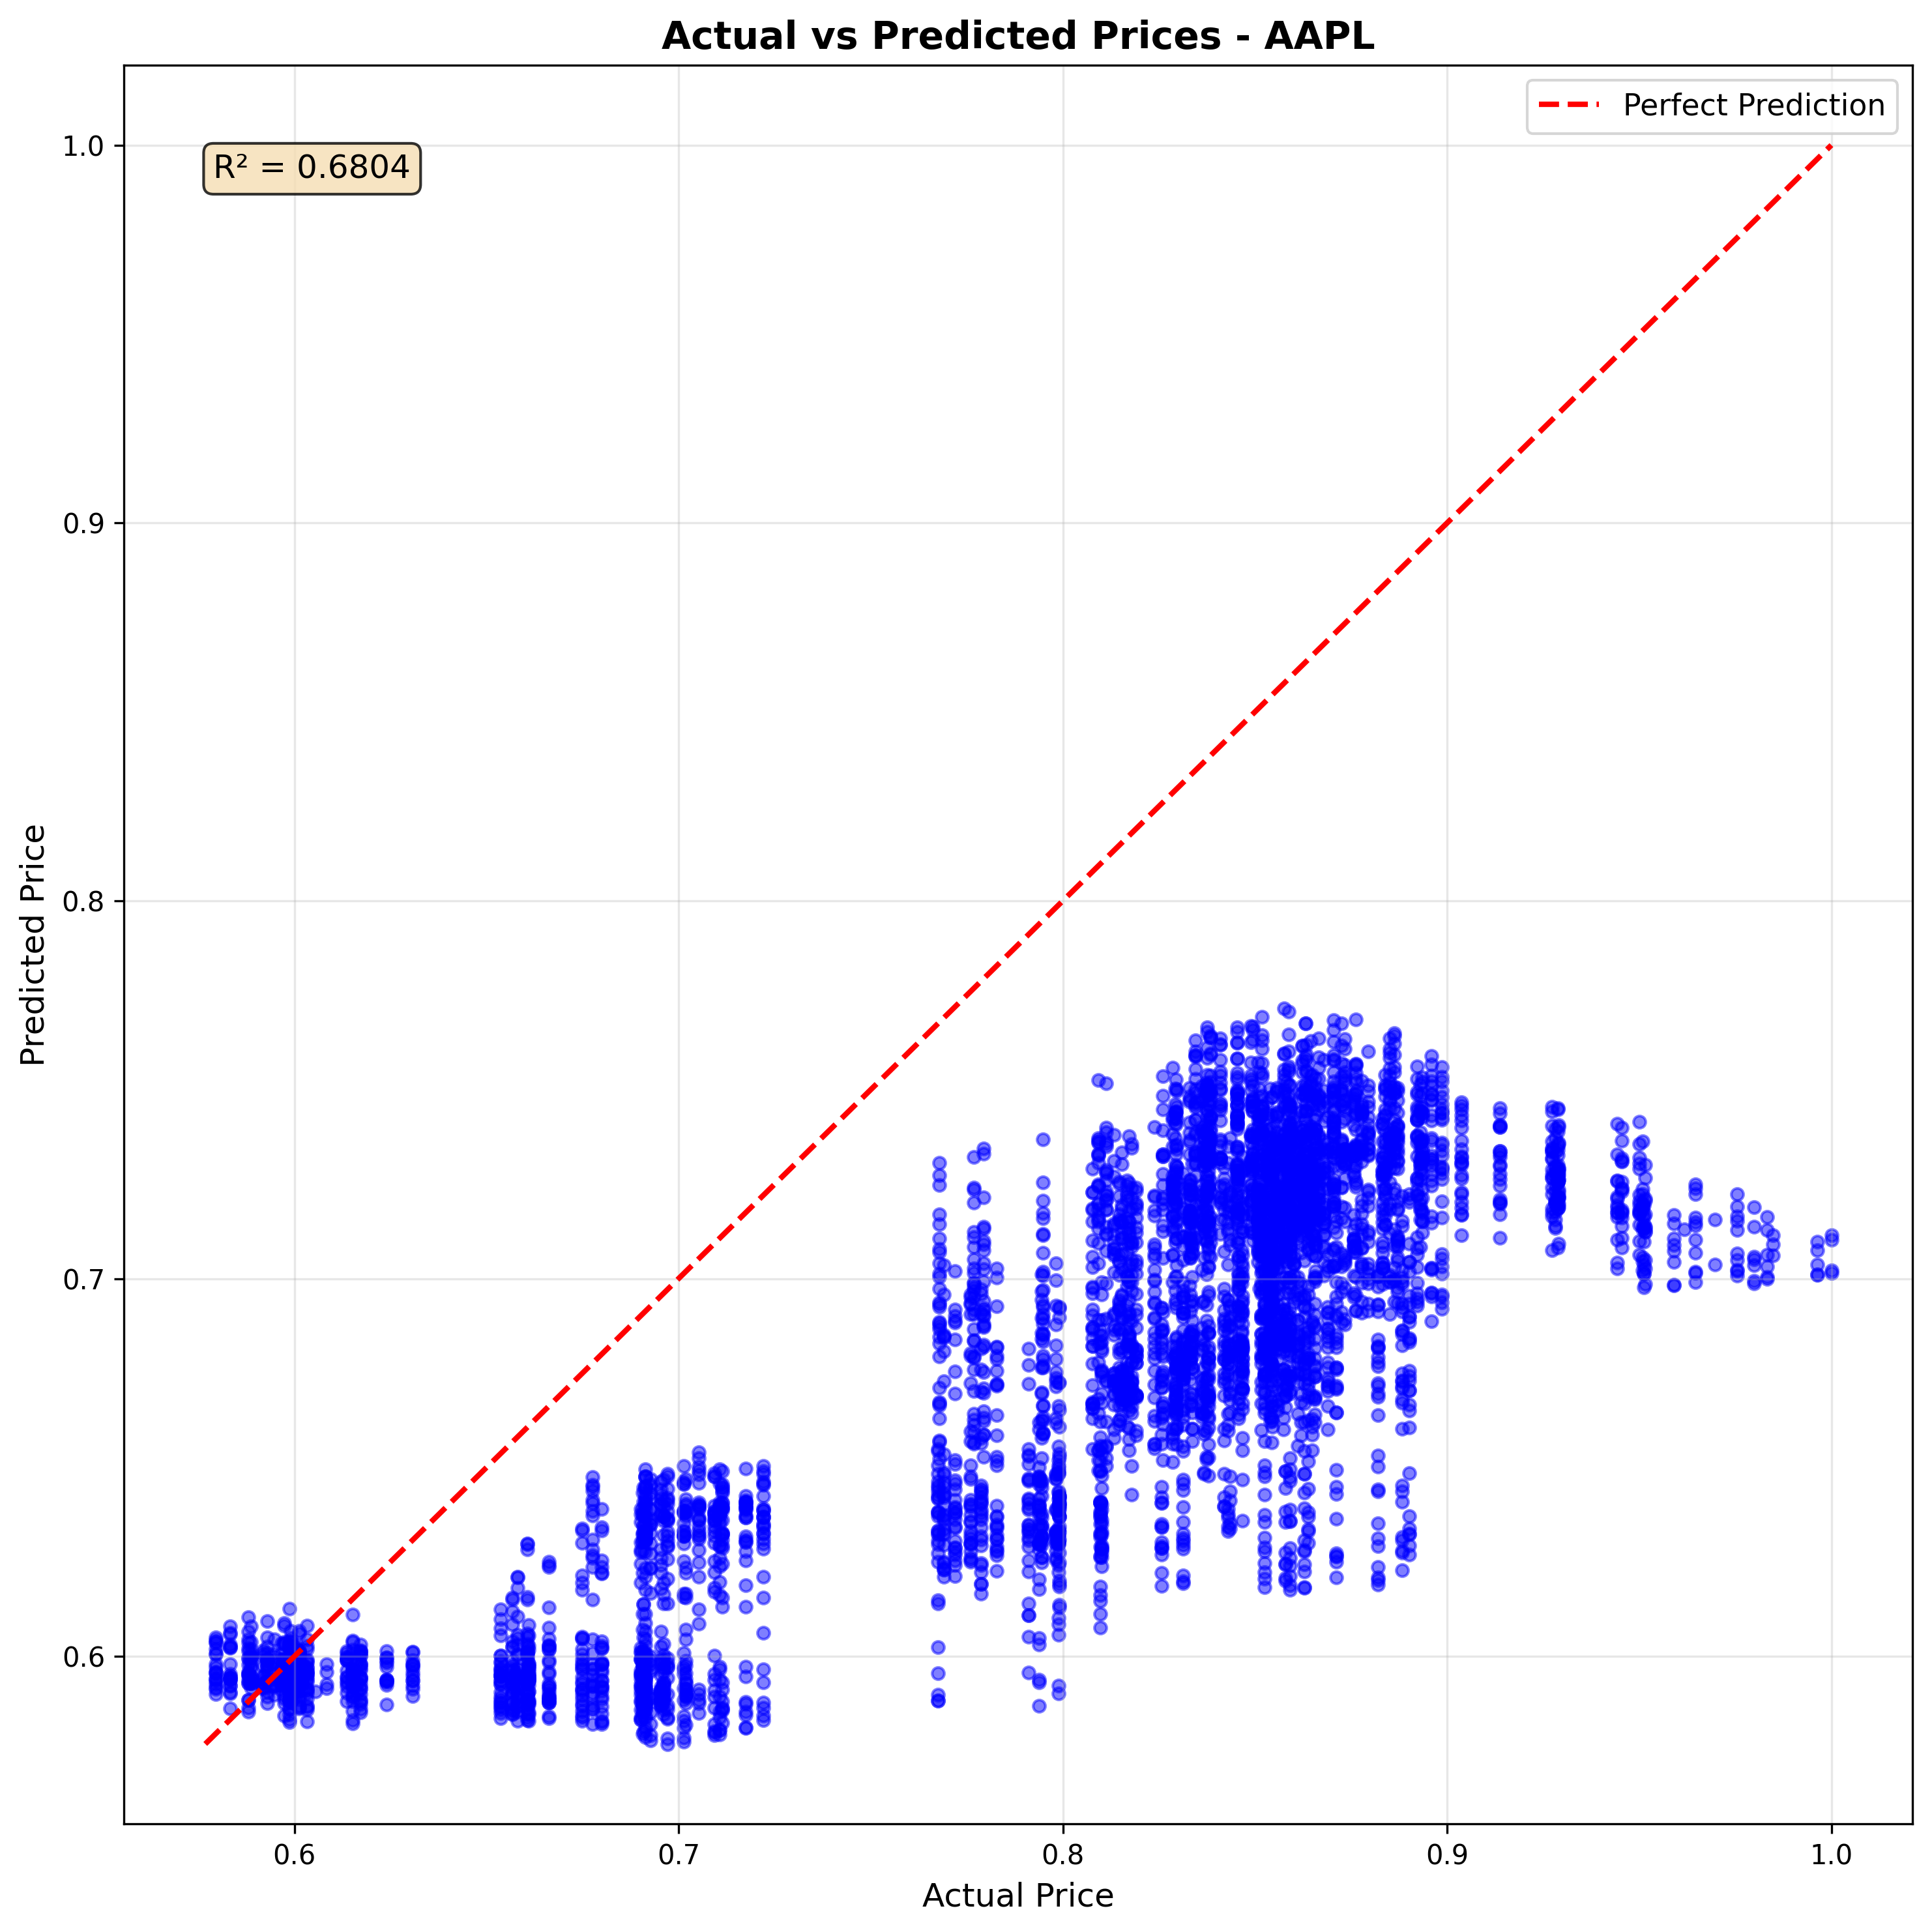 Actual vs Predicted Prices - AAPL
Perfect Prediction
R² = 0.6804
1.0
0.9
0.8
0.7
0.6
Predicted Price
0.6 0.7 0.8 0.9 1.0
Actual Price